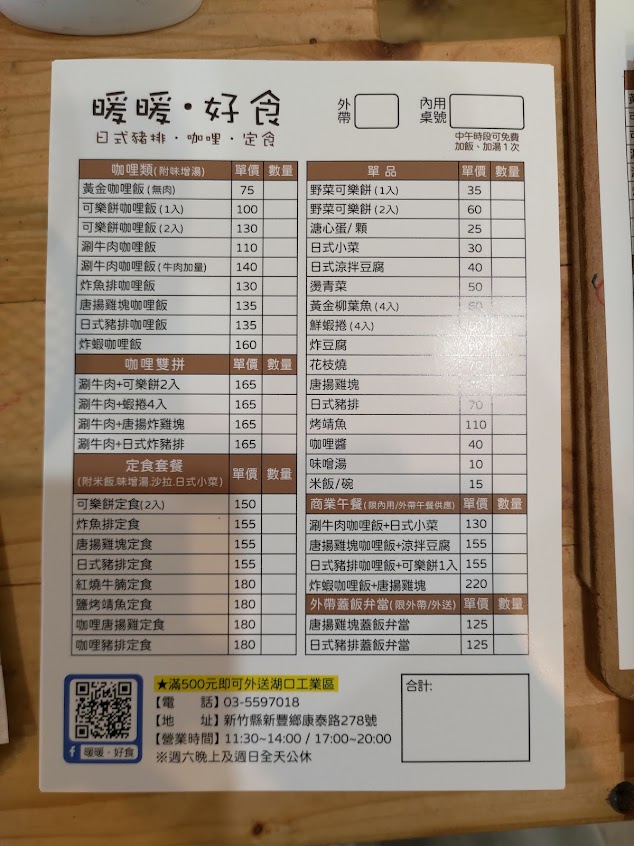 暖暖·好食
日式豬排·咖哩·定食
外帶
內用桌號
中午時段可免費
加飯、加湯1次
咖哩類(附味增湯) 單價 數量
黃金咖哩飯(無肉) 75
可樂餅咖哩飯(1入) 100
可樂餅咖哩飯(2入) 130
涮牛肉咖哩飯 110
涮牛肉咖哩飯(牛肉加量) 140
炸魚排咖哩飯 130
唐揚雞塊咖哩飯 135
日式豬排咖哩飯 135
炸蝦咖哩飯 160
咖哩雙拼 單價 數量
涮牛肉+可樂餅2入 165
涮牛肉+蝦捲4入 165
涮牛肉+唐揚炸雞塊 165
涮牛肉+日式炸豬排 165
定食套餐 單價 數量
(附米飯.味增湯.沙拉.日式小菜)
可樂餅定食(2入) 150
炸魚排定食 155
唐揚雞塊定食 155
日式豬排定食 155
紅燒牛腩定食 180
鹽烤鯖魚定食 180
咖哩唐揚雞定食 180
咖哩豬排定食 180
單品 單價 數量
野菜可樂餅(1入) 35
野菜可樂餅(2入) 60
溏心蛋/ 顆 25
日式小菜 30
日式涼拌豆腐 40
燙青菜 50
黃金柳葉魚(4入) 60
鮮蝦捲(4入)
炸豆腐
花枝燒
唐揚雞塊
日式豬排 70
烤鯖魚 110
咖哩醬 40
味噌湯 10
米飯/碗 15
商業午餐(限內用/外帶午餐供應) 單價 數量
涮牛肉咖哩飯+日式小菜 130
唐揚雞塊咖哩飯+涼拌豆腐 155
日式豬排咖哩飯+可樂餅1入 155
炸蝦咖哩飯+唐揚雞塊 220
外帶蓋飯弁當(限外帶/外送) 單價 數量
唐揚雞塊蓋飯弁當 125
日式豬排蓋飯弁當 125
暖暖·好食
★滿500元即可外送湖口工業區
【電 話】03-5597018
【地 址】新竹縣新豐鄉康泰路278號
【營業時間】11:30~14:00 / 17:00~20:00
※週六晚上及週日全天公休
合計: